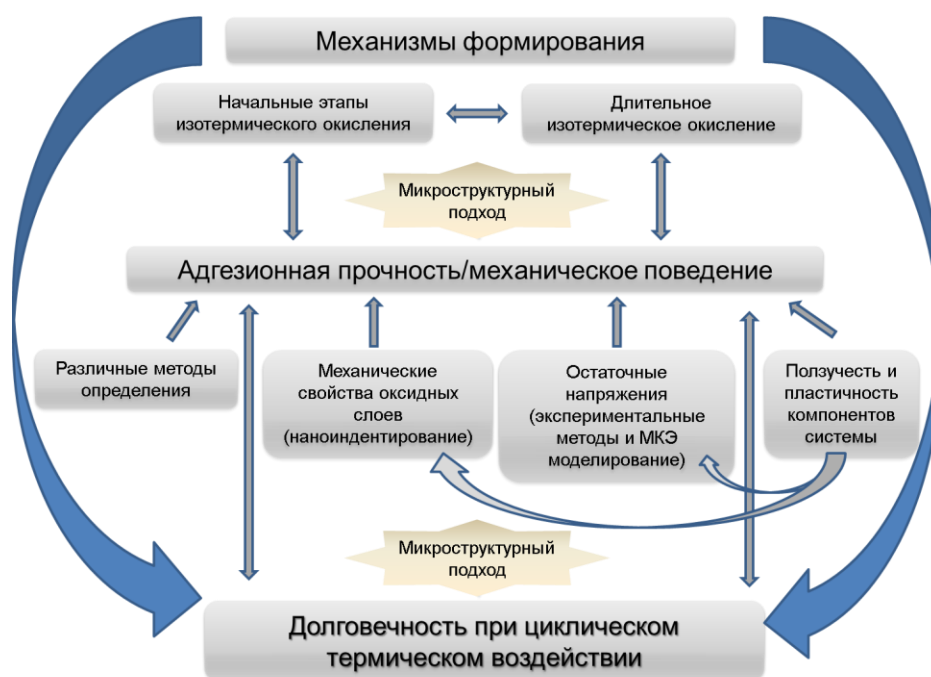 Механизмы формирования
Начальные этапы
изотермического окисления
Длительное
изотермическое окисление
Микроструктурный
подход
Адгезионная прочность/механическое поведение
Различные методы
определения
Механические
свойства оксидных
слоев
(наноиндентирование)
Остаточные
напряжения
(экспериментальные
методы и МКЭ
моделирование)
Ползучесть и
пластичность
компонентов
системы
Микроструктурный
подход
Долговечность при циклическом
термическом воздействии